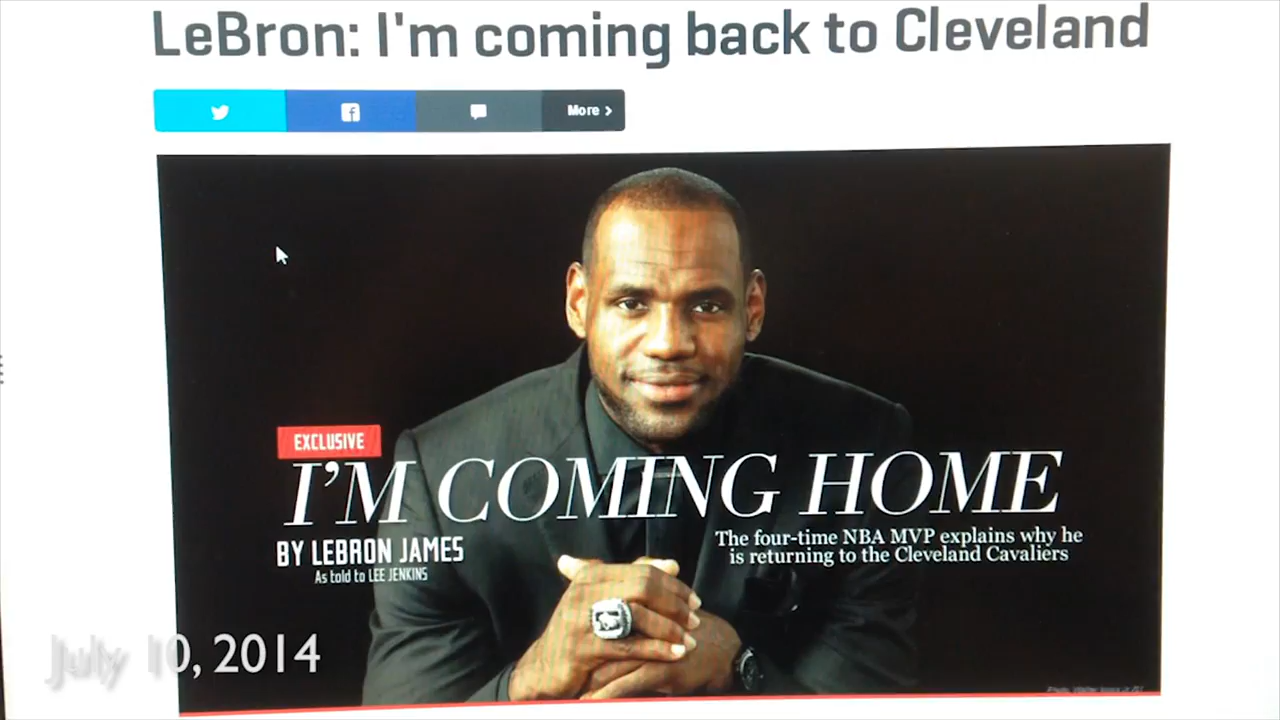 LeBron: I'm coming back to Cleveland
More >
EXCLUSIVE
I'M COMING HOME
BY LEBRON JAMES
As told to LEE JENKINS
The four-time NBA MVP explains why he
is returning to the Cleveland Cavaliers
July 10, 2014